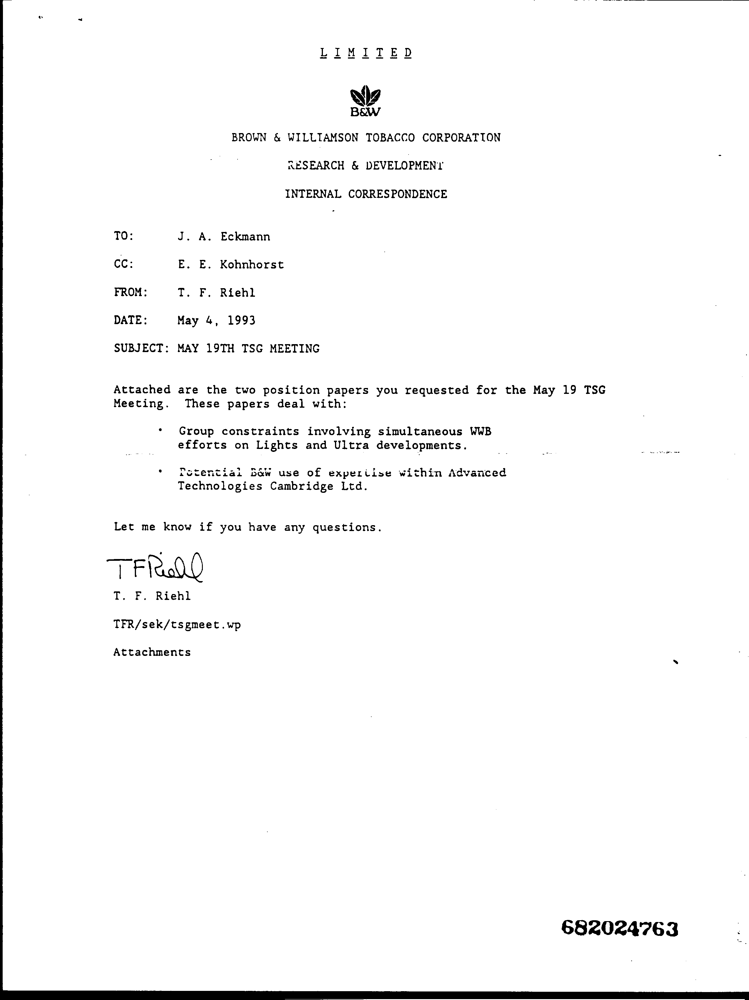 L I M I T E D
B&W
BROWN & WILLIAMSON TOBACCO CORPORATION
RESEARCH & DEVELOPMENT
INTERNAL CORRESPONDENCE
TO: J. A. Eckmann
CC: E. E. Kohnhorst
FROM: T. F. Riehl
DATE: May 4, 1993
SUBJECT: MAY 19TH TSG MEETING
Attached are the two position papers you requested for the May 19 TSG
Meeting. These papers deal with:
• Group constraints involving simultaneous WWB
efforts on Lights and Ultra developments.
• Potential B&W use of expertise within Advanced
Technologies Cambridge Ltd.
Let me know if you have any questions.
TFRiehl
T. F. Riehl
TFR/sek/tsgmeet.wp
Attachments
682024763